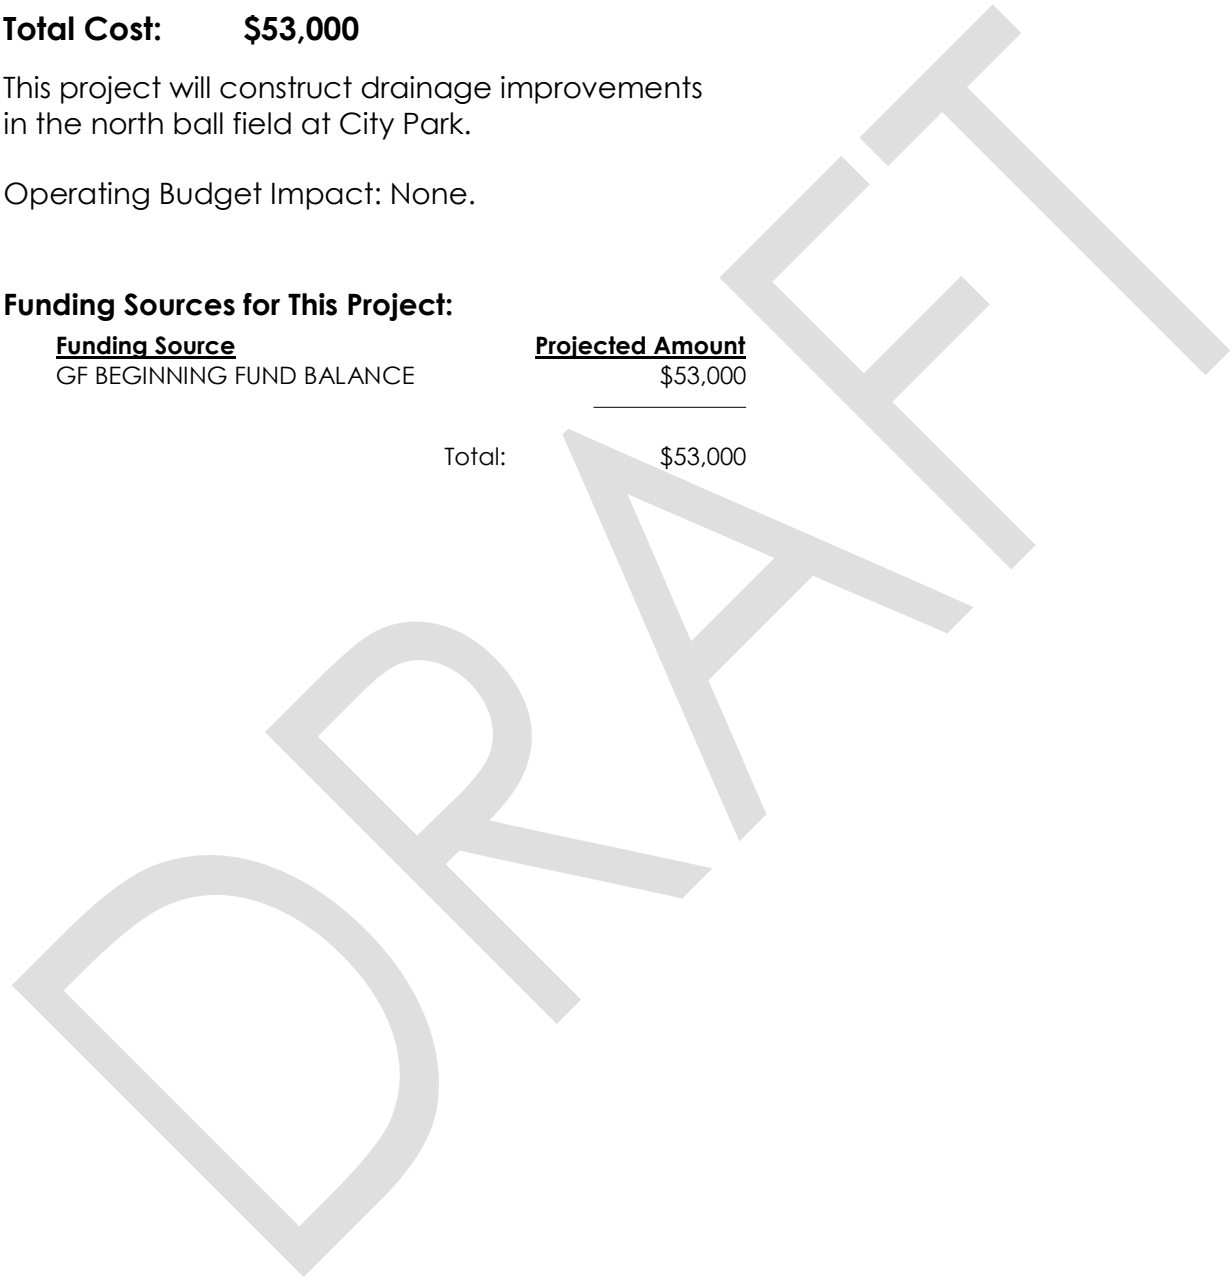 Total Cost: $53,000
This project will construct drainage improvements
in the north ball field at City Park.
Operating Budget Impact: None.
Funding Sources for This Project:
Funding Source Projected Amount
GF BEGINNING FUND BALANCE $53,000
Total: $53,000
DRAFT